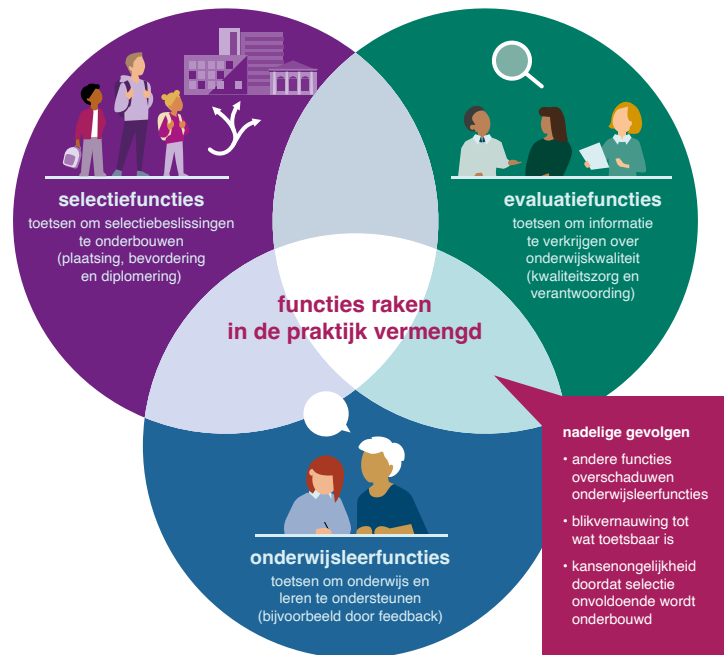 selectiefuncties
toetsen om selectiebeslissingen
te onderbouwen
(plaatsing, bevordering
en diplomering)
evaluatiefuncties
toetsen om informatie
te verkrijgen over
onderwijskwaliteit
(kwaliteitszorg en
verantwoording)
functies raken
in de praktijk vermengd
onderwijsleerfuncties
toetsen om onderwijs en
leren te ondersteunen
(bijvoorbeeld door feedback)
nadelige gevolgen
• andere functies
overschaduwen
onderwijsleerfuncties
• blikvernauwing tot
wat toetsbaar is
• kansenongelijkheid
doordat selectie
onvoldoende wordt
onderbouwd